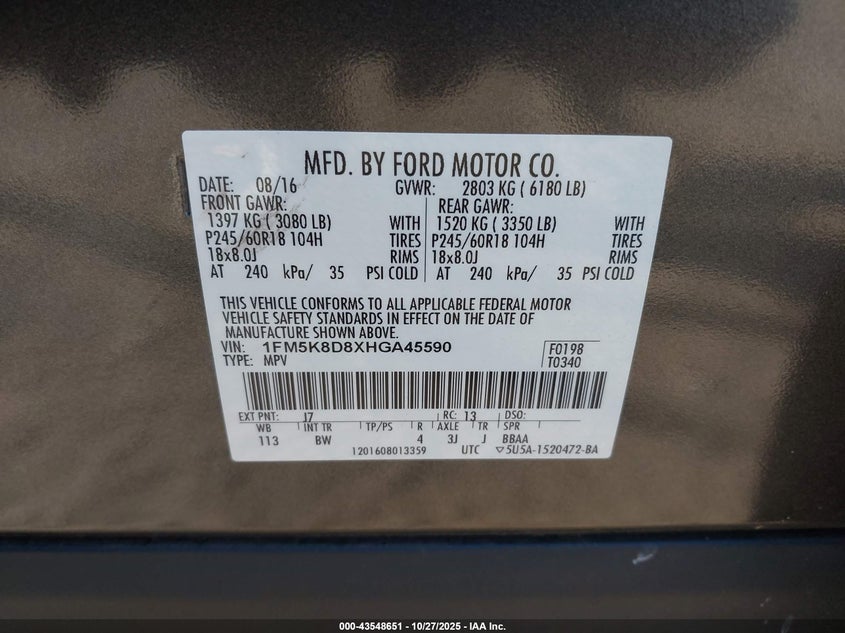 MFD. BY FORD MOTOR CO.
DATE: 08/16 GVWR: 2803 KG ( 6180 LB)
FRONT GAWR: REAR GAWR:
1397 KG ( 3080 LB) WITH 1520 KG ( 3350 LB) WITH
P245/60R18 104H TIRES P245/60R18 104H TIRES
18x8.0J RIMS 18x8.0J RIMS
AT 240 kPa/ 35 PSI COLD AT 240 kPa/ 35 PSI COLD
THIS VEHICLE CONFORMS TO ALL APPLICABLE FEDERAL MOTOR
VEHICLE SAFETY STANDARDS IN EFFECT ON THE DATE OF
MANUFACTURE SHOWN ABOVE.
VIN: 1FM5K8D8XHGA45590 F0198
TYPE: MPV T0340
EXT PNT: J7 RC: 13 DSO:
WB INT TR TP/PS R AXLE TR SPR
113 BW 4 3J J BBAA
1201608013359 UTC ▽5U5A-1520472-BA
000-43548651 | 10/27/2025 - IAA Inc.